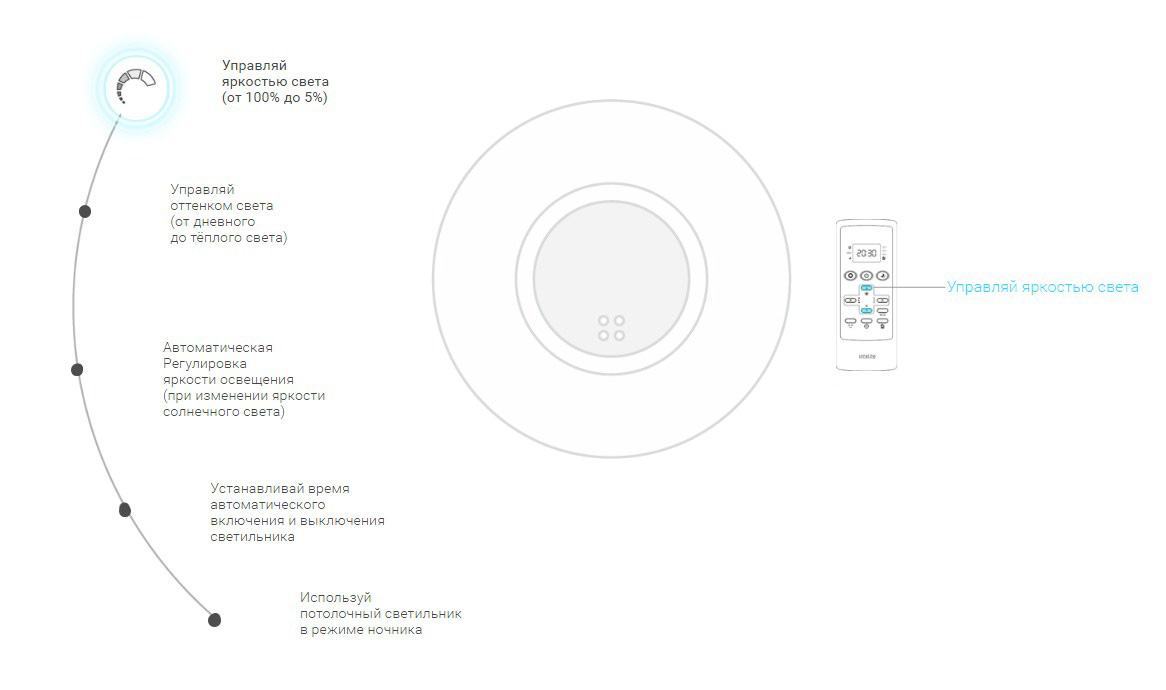 Управляй
яркостью света
(от 100% до 5%)
Управляй
оттенком света
(от дневного
до тёплого света)
Автоматическая
Регулировка
яркости освещения
(при изменении яркости
солнечного света)
Устанавливай время
автоматического
включения и выключения
светильника
Используй
потолочный светильник
в режиме ночника
20:30
Управляй яркостью света